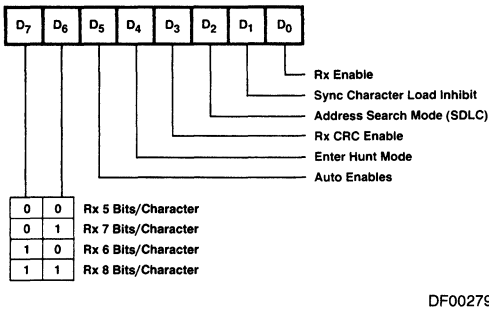 D7 D6 D5 D4 D3 D2 D1 D0
Rx Enable
Sync Character Load Inhibit
Address Search Mode (SDLC)
Rx CRC Enable
Enter Hunt Mode
Auto Enables
0 0 Rx 5 Bits/Character
0 1 Rx 7 Bits/Character
1 0 Rx 6 Bits/Character
1 1 Rx 8 Bits/Character
DF00279